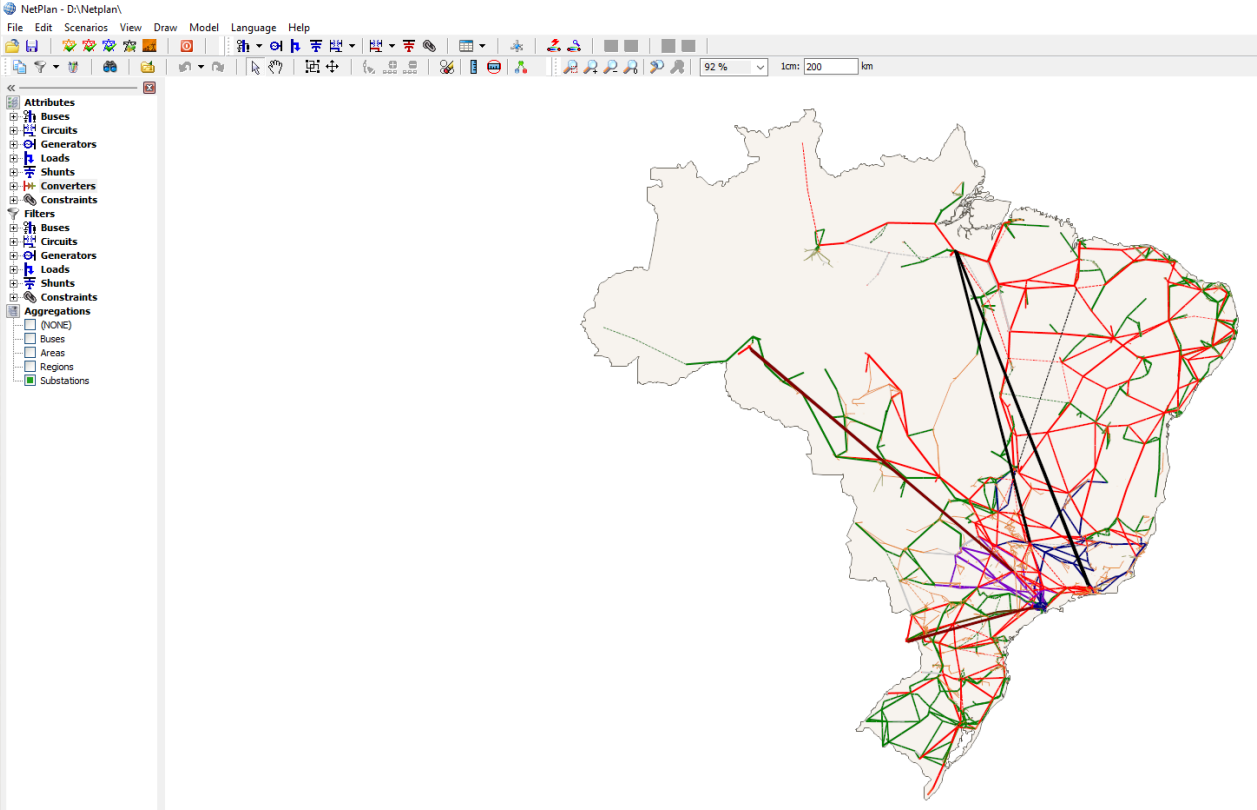 NetPlan - D:\Netplan\
File Edit Scenarios View Draw Model Language Help
92 % 1cm: 200 km
Attributes
Buses
Circuits
Generators
Loads
Shunts
Converters
Constraints
Filters
Buses
Circuits
Generators
Loads
Shunts
Constraints
Aggregations
(NONE)
Buses
Areas
Regions
Substations